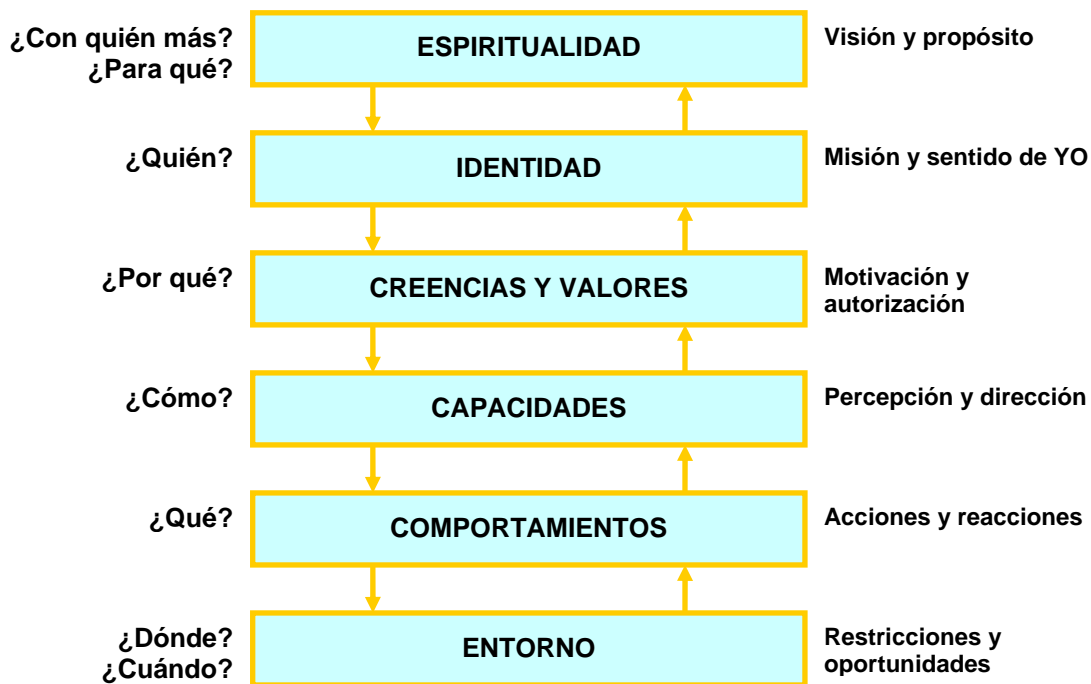 ¿Con quién más?
¿Para qué?
ESPIRITUALIDAD
Visión y propósito
¿Quién?
IDENTIDAD
Misión y sentido de YO
¿Por qué?
CREENCIAS Y VALORES
Motivación y
autorización
¿Cómo?
CAPACIDADES
Percepción y dirección
¿Qué?
COMPORTAMIENTOS
Acciones y reacciones
¿Dónde?
¿Cuándo?
ENTORNO
Restricciones y
oportunidades